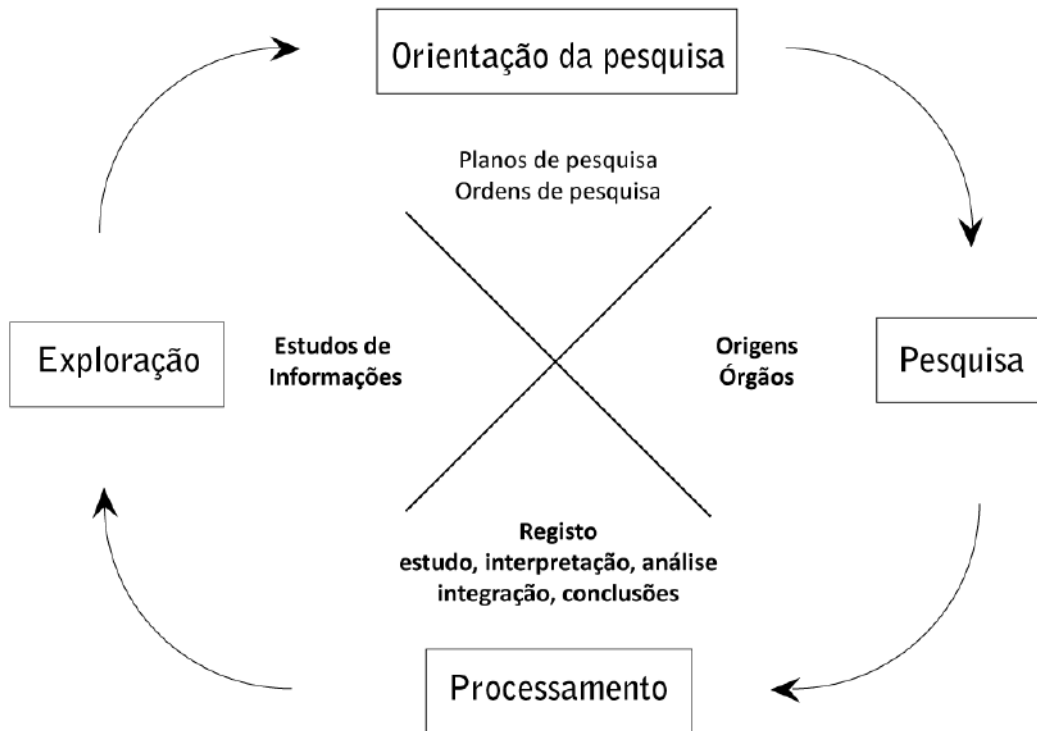 Orientação da pesquisa
Planos de pesquisa
Ordens de pesquisa
Exploração
Estudos de
Informações
Origens
Órgãos
Pesquisa
Registo
estudo, interpretação, análise
integração, conclusões
Processamento